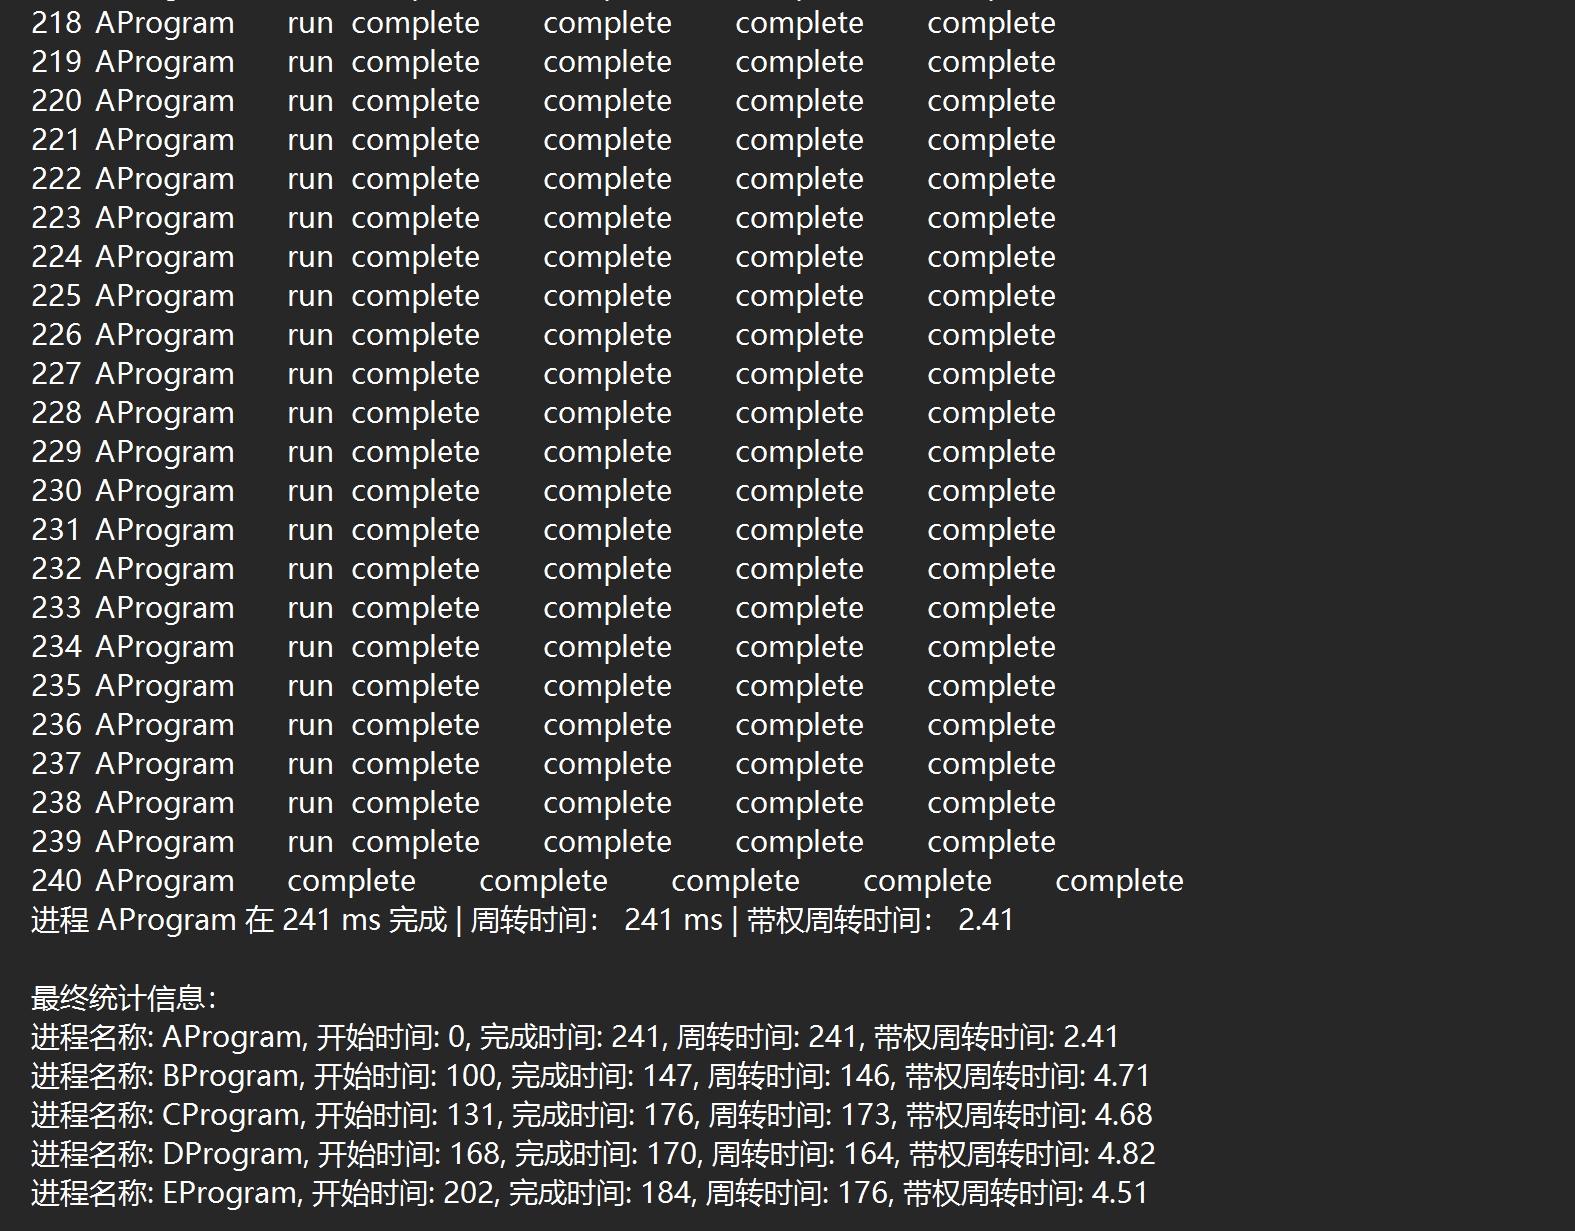 218 AProgram run complete complete complete complete
219 AProgram run complete complete complete complete
220 AProgram run complete complete complete complete
221 AProgram run complete complete complete complete
222 AProgram run complete complete complete complete
223 AProgram run complete complete complete complete
224 AProgram run complete complete complete complete
225 AProgram run complete complete complete complete
226 AProgram run complete complete complete complete
227 AProgram run complete complete complete complete
228 AProgram run complete complete complete complete
229 AProgram run complete complete complete complete
230 AProgram run complete complete complete complete
231 AProgram run complete complete complete complete
232 AProgram run complete complete complete complete
233 AProgram run complete complete complete complete
234 AProgram run complete complete complete complete
235 AProgram run complete complete complete complete
236 AProgram run complete complete complete complete
237 AProgram run complete complete complete complete
238 AProgram run complete complete complete complete
239 AProgram run complete complete complete complete
240 AProgram complete complete complete complete complete
进程 AProgram 在 241 ms 完成 | 周转时间： 241 ms | 带权周转时间： 2.41
最终统计信息：
进程名称: AProgram, 开始时间: 0, 完成时间: 241, 周转时间: 241, 带权周转时间: 2.41
进程名称: BProgram, 开始时间: 100, 完成时间: 147, 周转时间: 146, 带权周转时间: 4.71
进程名称: CProgram, 开始时间: 131, 完成时间: 176, 周转时间: 173, 带权周转时间: 4.68
进程名称: DProgram, 开始时间: 168, 完成时间: 170, 周转时间: 164, 带权周转时间: 4.82
进程名称: EProgram, 开始时间: 202, 完成时间: 184, 周转时间: 176, 带权周转时间: 4.51